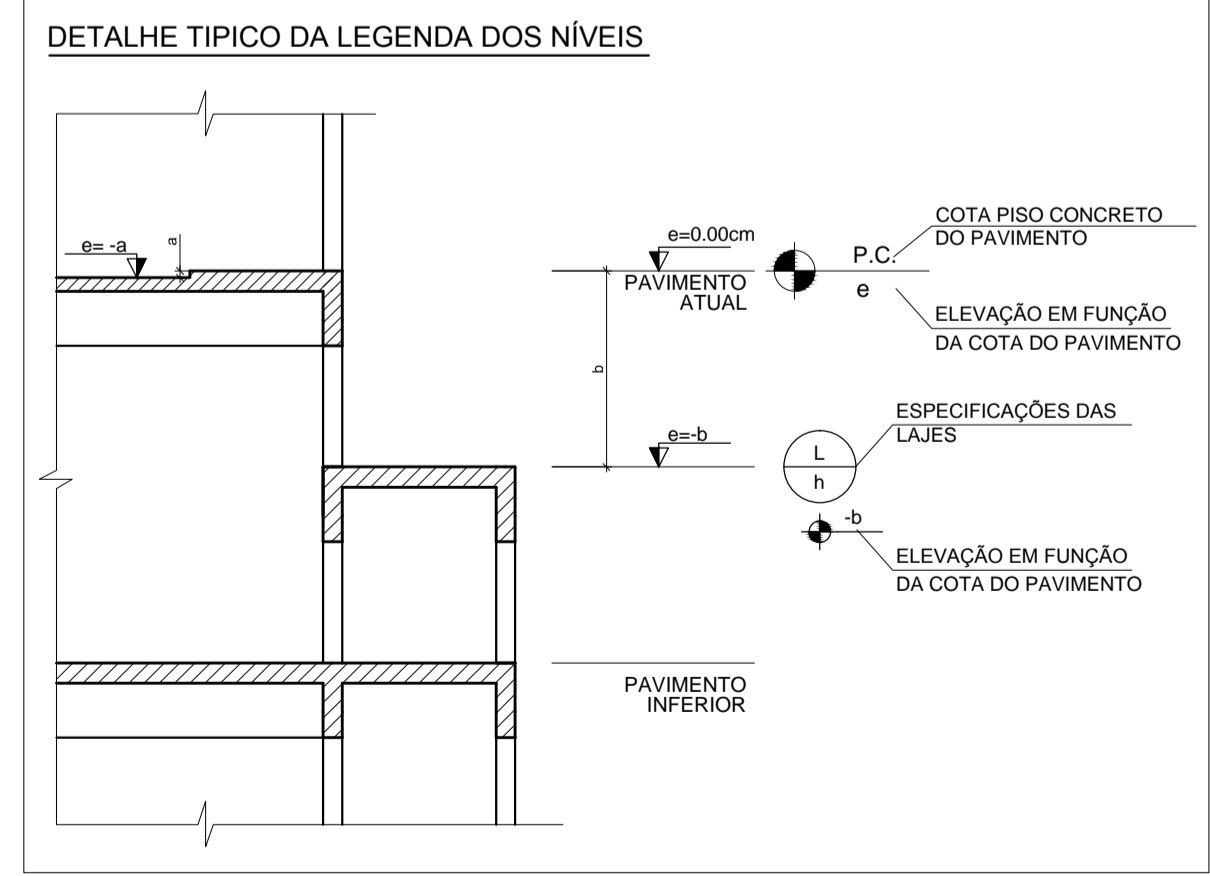 DETALHE TIPICO DA LEGENDA DOS NÍVEIS
e= -a
a
e=0.00cm
PAVIMENTO
ATUAL
P.C.
e
COTA PISO CONCRETO
DO PAVIMENTO
ELEVAÇÃO EM FUNÇÃO
DA COTA DO PAVIMENTO
b
e=-b
L
h
ESPECIFICAÇÕES DAS
LAJES
-b
ELEVAÇÃO EM FUNÇÃO
DA COTA DO PAVIMENTO
PAVIMENTO
INFERIOR